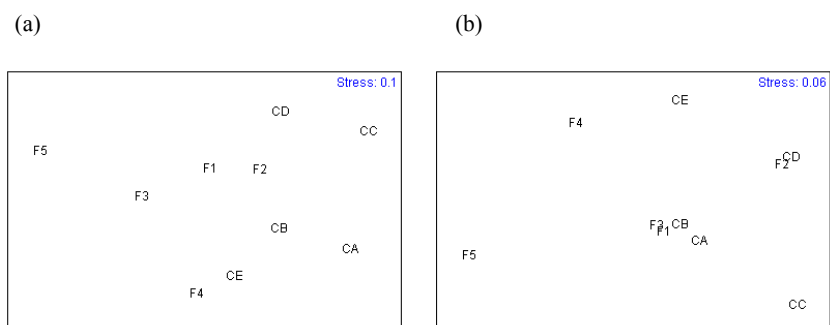 (a)
(b)
Stress: 0.1
CD
CC
F5
F1
F2
F3
CB
CA
CE
F4
Stress: 0.06
CE
F4
CD
F2
F3
CB
F1
CA
F5
CC